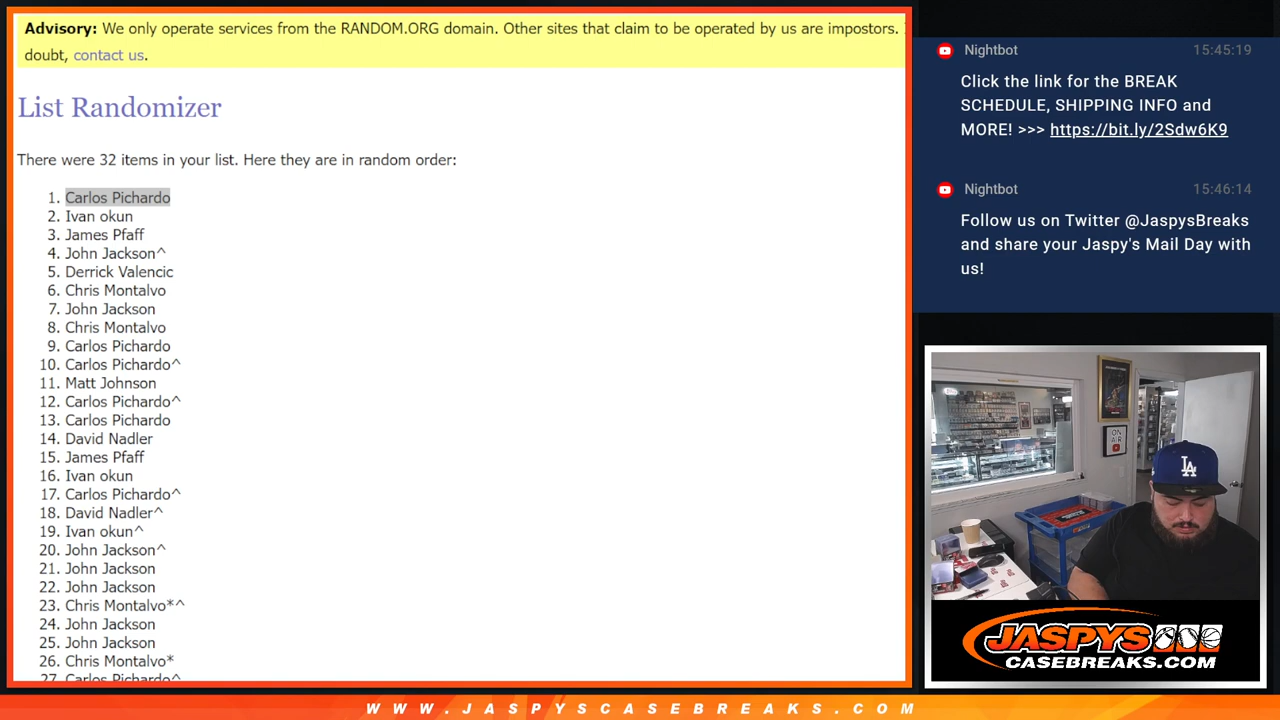 Advisory: We only operate services from the RANDOM.ORG domain. Other sites that claim to be operated by us are impostors.
doubt, contact us.
List Randomizer
There were 32 items in your list. Here they are in random order:
1. Carlos Pichardo
2. Ivan okun
3. James Pfaff
4. John Jackson^
5. Derrick Valencic
6. Chris Montalvo
7. John Jackson
8. Chris Montalvo
9. Carlos Pichardo
10. Carlos Pichardo^
11. Matt Johnson
12. Carlos Pichardo^
13. Carlos Pichardo
14. David Nadler
15. James Pfaff
16. Ivan okun
17. Carlos Pichardo^
18. David Nadler^
19. Ivan okun^
20. John Jackson^
21. John Jackson
22. John Jackson
23. Chris Montalvo*^
24. John Jackson
25. John Jackson
26. Chris Montalvo*
27. Carlos Pichardo^
Nightbot 15:45:19
Click the link for the BREAK
SCHEDULE, SHIPPING INFO and
MORE! >>> https://bit.ly/2Sdw6K9
Nightbot 15:46:14
Follow us on Twitter @JaspysBreaks
and share your Jaspy's Mail Day with
us!
ON
AIR
LA
JASPYS
CASEBREAKS.COM
WWW.JASPYSCASEBREAKS.COM